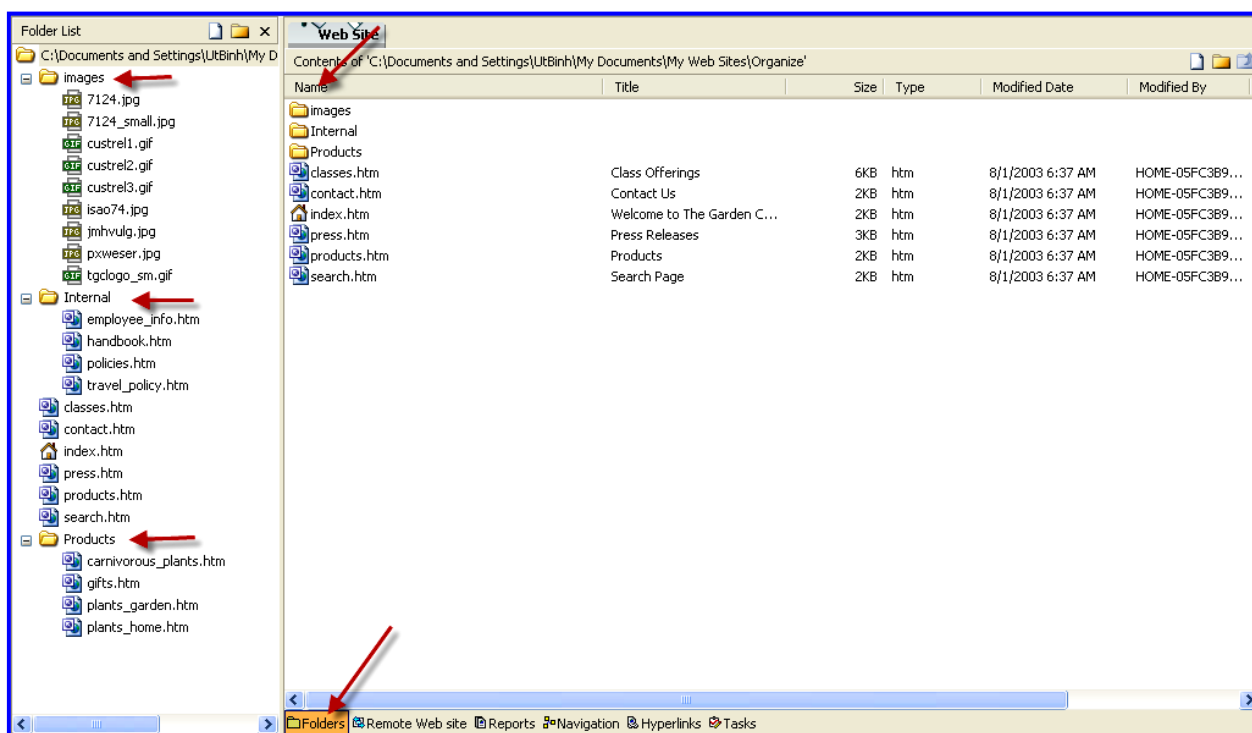 Folder List
C:\Documents and Settings\UtBinh\My D
images
7124.jpg
7124_small.jpg
custrel1.gif
custrel2.gif
custrel3.gif
isao74.jpg
jmhvulg.jpg
pxweser.jpg
tgclogo_sm.gif
Internal
employee_info.htm
handbook.htm
policies.htm
travel_policy.htm
classes.htm
contact.htm
index.htm
press.htm
products.htm
search.htm
Products
carnivorous_plants.htm
gifts.htm
plants_garden.htm
plants_home.htm
Web Site
Contents of 'C:\Documents and Settings\UtBinh\My Documents\My Web Sites\Organize'
Name Title Size Type Modified Date Modified By
images
Internal
Products
classes.htm Class Offerings 6KB htm 8/1/2003 6:37 AM HOME-05FC3B9...
contact.htm Contact Us 2KB htm 8/1/2003 6:37 AM HOME-05FC3B9...
index.htm Welcome to The Garden C... 2KB htm 8/1/2003 6:37 AM HOME-05FC3B9...
press.htm Press Releases 3KB htm 8/1/2003 6:37 AM HOME-05FC3B9...
products.htm Products 2KB htm 8/1/2003 6:37 AM HOME-05FC3B9...
search.htm Search Page 2KB htm 8/1/2003 6:37 AM HOME-05FC3B9...
Folders Remote Web site Reports Navigation Hyperlinks Tasks